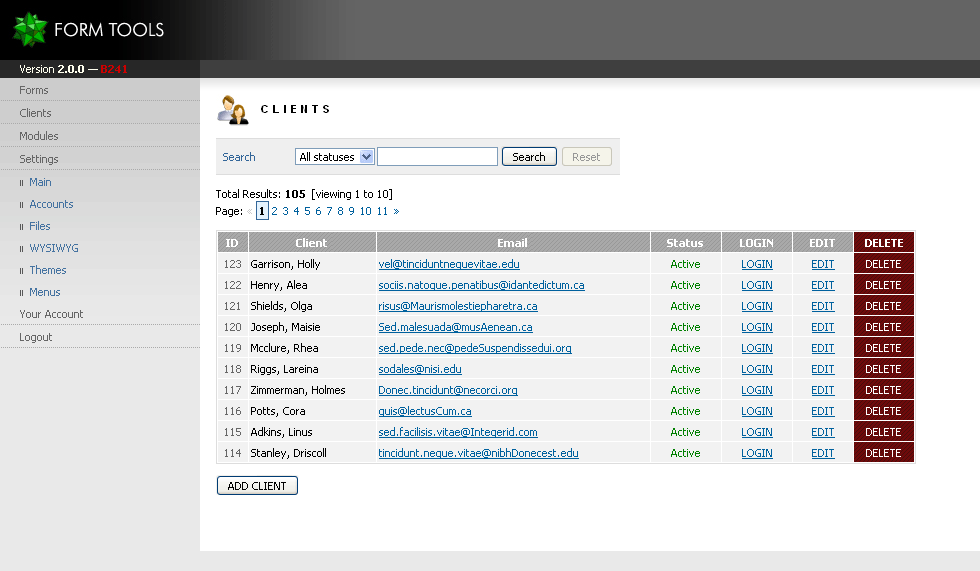 FORM TOOLS
Version 2.0.0 — B241
Forms
Clients
Modules
Settings
Main
Accounts
Files
WYSIWYG
Themes
Menus
Your Account
Logout
CLIENTS
Search All statuses Search Reset
Total Results: 105 [viewing 1 to 10]
Page: « 1 2 3 4 5 6 7 8 9 10 11 »
ID Client Email Status LOGIN EDIT DELETE
123 Garrison, Holly vel@tinciduntnequevitae.edu Active LOGIN EDIT DELETE
122 Henry, Alea sociis.natoque.penatibus@idantedictum.ca Active LOGIN EDIT DELETE
121 Shields, Olga risus@Maurismolestiepharetra.ca Active LOGIN EDIT DELETE
120 Joseph, Maisie Sed.malesuada@musAenean.ca Active LOGIN EDIT DELETE
119 Mcclure, Rhea sed.pede.nec@pedeSuspendissedui.org Active LOGIN EDIT DELETE
118 Riggs, Lareina sodales@nisi.edu Active LOGIN EDIT DELETE
117 Zimmerman, Holmes Donec.tincidunt@necorci.org Active LOGIN EDIT DELETE
116 Potts, Cora quis@lectusCum.ca Active LOGIN EDIT DELETE
115 Adkins, Linus sed.facilisis.vitae@Integerid.com Active LOGIN EDIT DELETE
114 Stanley, Driscoll tincidunt.neque.vitae@nibhDonecest.edu Active LOGIN EDIT DELETE
ADD CLIENT